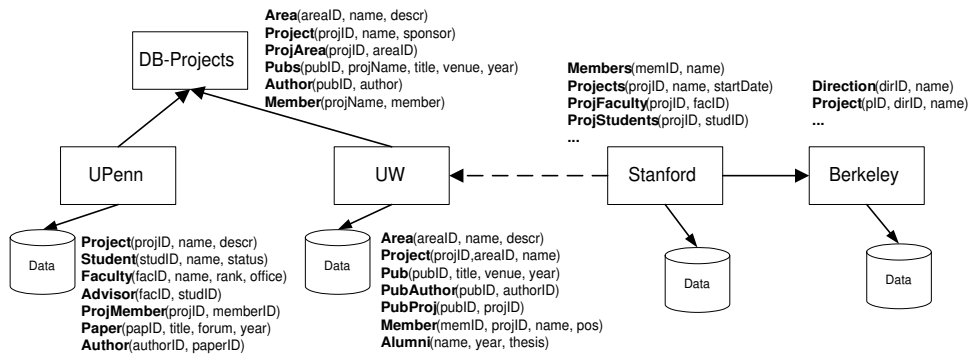 Area(areaID, name, descr)
Project(projID, name, sponsor)
ProjArea(projID, areaID)
Pubs(pubID, projName, title, venue, year)
Author(pubID, author)
Member(projName, member)
DB-Projects
Members(memID, name)
Projects(projID, name, startDate)
ProjFaculty(projID, facID)
ProjStudents(projID, studID)
...
Direction(dirID, name)
Project(pID, dirID, name)
...
UPenn
UW
Stanford
Berkeley
Data
Project(projID, name, descr)
Student(studID, name, status)
Faculty(facID, name, rank, office)
Advisor(facID, studID)
ProjMember(projID, memberID)
Paper(papID, title, forum, year)
Author(authorID, paperID)
Data
Area(areaID, name, descr)
Project(projID,areaID, name)
Pub(pubID, title, venue, year)
PubAuthor(pubID, authorID)
PubProj(pubID, projID)
Member(memID, projID, name, pos)
Alumni(name, year, thesis)
Data
Data